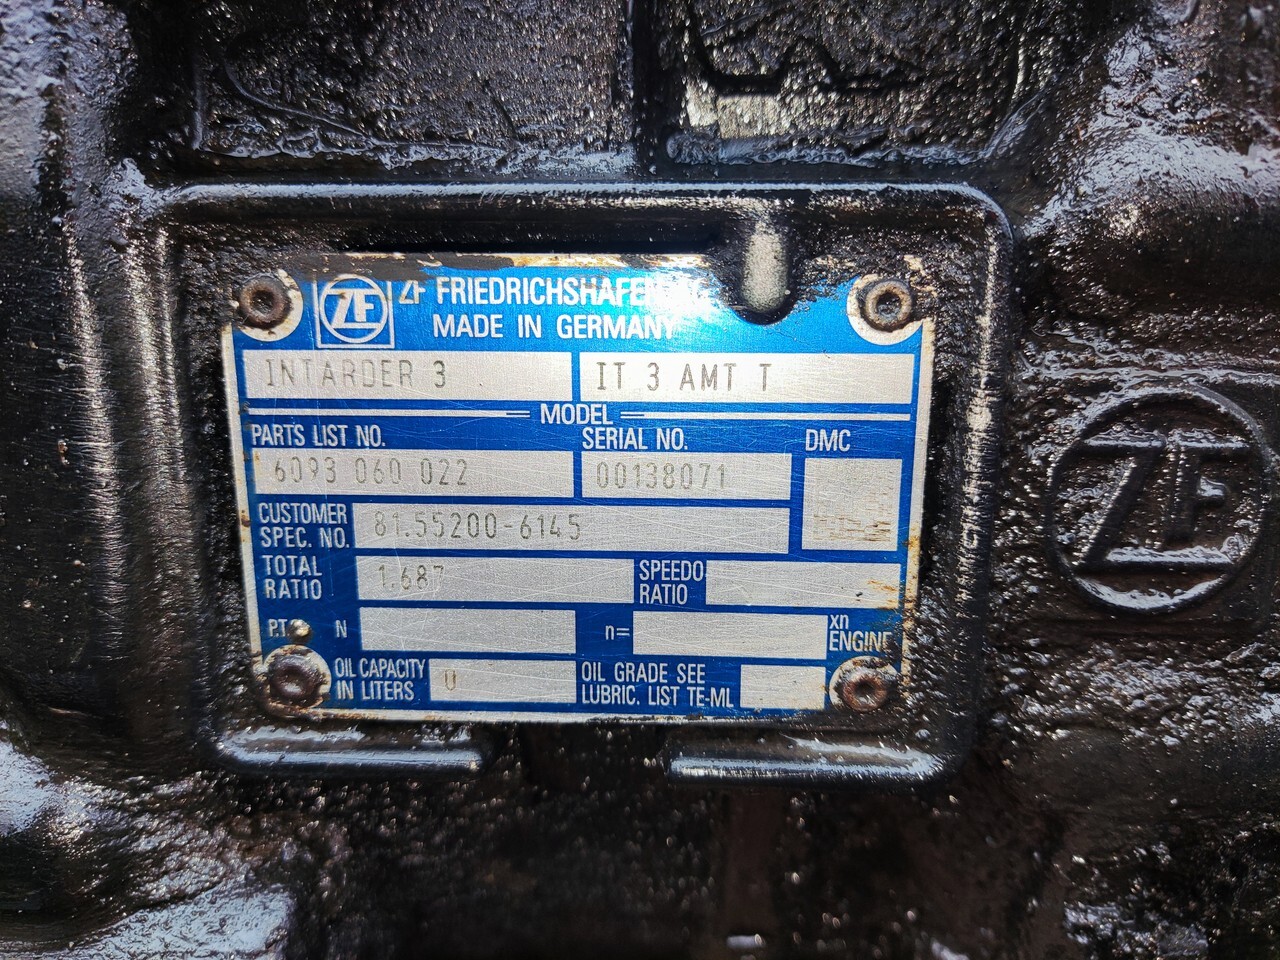 ZF ZF FRIEDRICHSHAFEN AG
MADE IN GERMANY
INTARDER 3 IT 3 AMT T
MODEL
PARTS LIST NO. SERIAL NO. DMC
6093 060 022 00138071
CUSTOMER SPEC. NO. 81.55200-6145
TOTAL RATIO 1,687 SPEEDO RATIO
P.T. N n= xn ENGINE
OIL CAPACITY IN LITERS 0 OIL GRADE SEE LUBRIC. LIST TE-ML
ZF